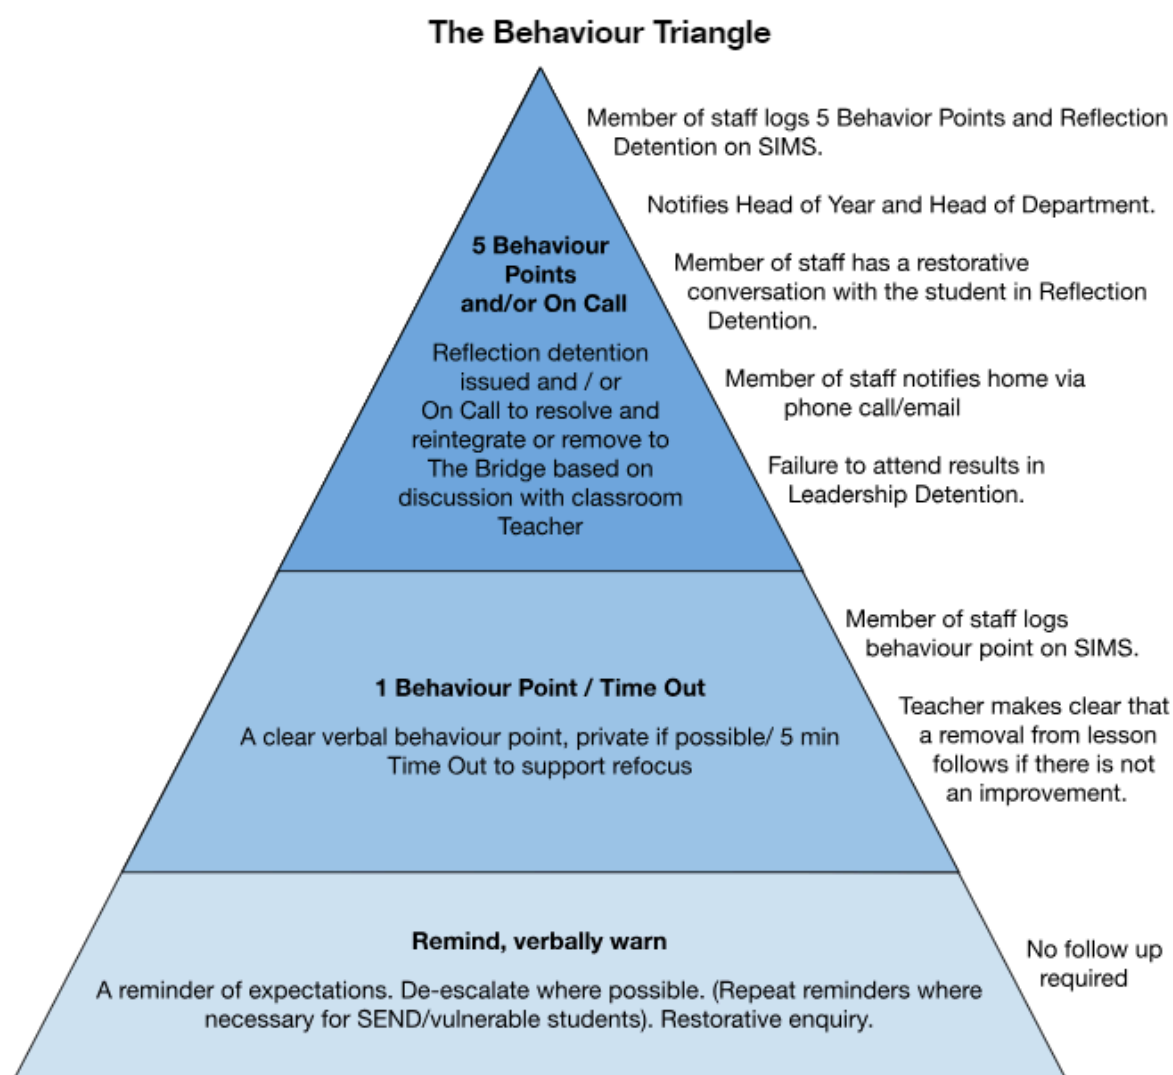 The Behaviour Triangle
Member of staff logs 5 Behavior Points and Reflection
Detention on SIMS.
Notifies Head of Year and Head of Department.
Member of staff has a restorative
conversation with the student in Reflection
Detention.
Member of staff notifies home via
phone call/email
Failure to attend results in
Leadership Detention.
5 Behaviour
Points
and/or On Call
Reflection detention
issued and / or
On Call to resolve and
reintegrate or remove to
The Bridge based on
discussion with classroom
Teacher
Member of staff logs
behaviour point on SIMS.
Teacher makes clear that
a removal from lesson
follows if there is not
an improvement.
1 Behaviour Point / Time Out
A clear verbal behaviour point, private if possible/ 5 min
Time Out to support refocus
Remind, verbally warn
A reminder of expectations. De-escalate where possible. (Repeat reminders where
necessary for SEND/vulnerable students). Restorative enquiry.
No follow up
required